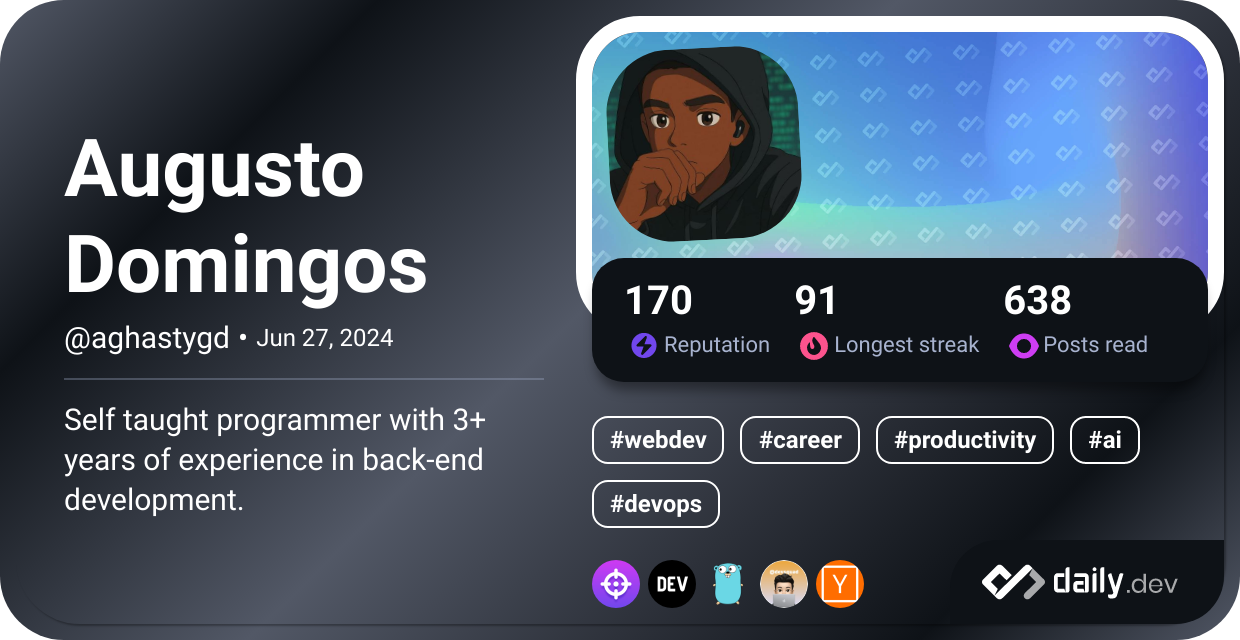 Augusto
Domingos
@aghastygd • Jun 27, 2024
Self taught programmer with 3+
years of experience in back-end
development.
170 91 638
Reputation Longest streak Posts read
#webdev #career #productivity #ai
#devops
DEV Y
daily.dev